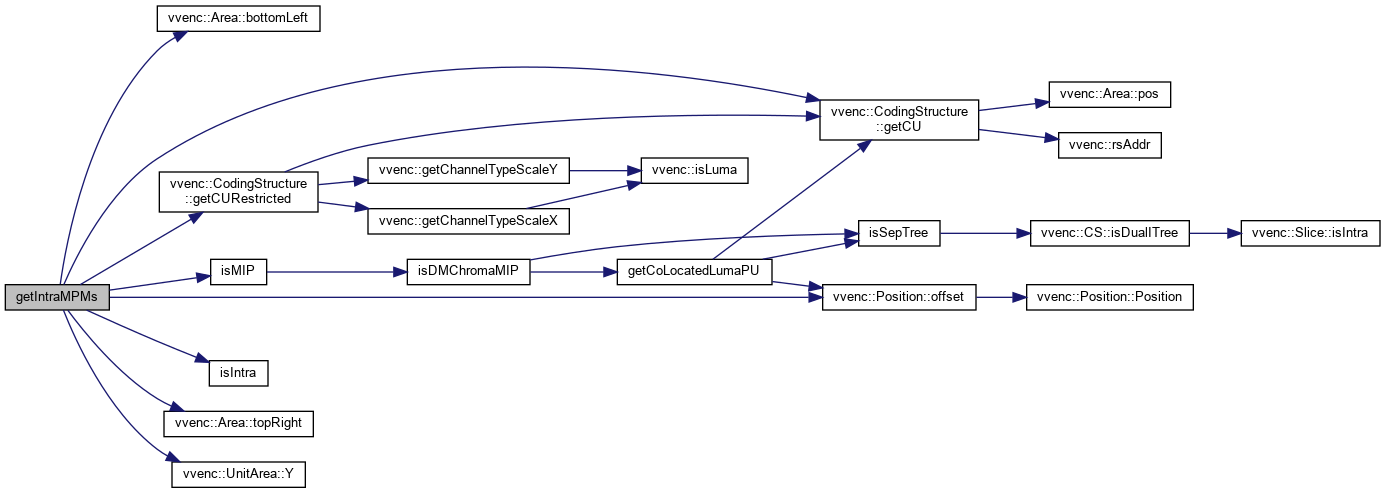 vvenc::Area::bottomLeft
vvenc::Area::pos
vvenc::CodingStructure
::getCU
vvenc::rsAddr
vvenc::getChannelTypeScaleY
vvenc::isLuma
vvenc::CodingStructure
::getCURestricted
vvenc::getChannelTypeScaleX
isSepTree
vvenc::CS::isDualITree
vvenc::Slice::isIntra
isMIP
isDMChromaMIP
getCoLocatedLumaPU
getIntraMPMs
vvenc::Position::offset
vvenc::Position::Position
isIntra
vvenc::Area::topRight
vvenc::UnitArea::Y